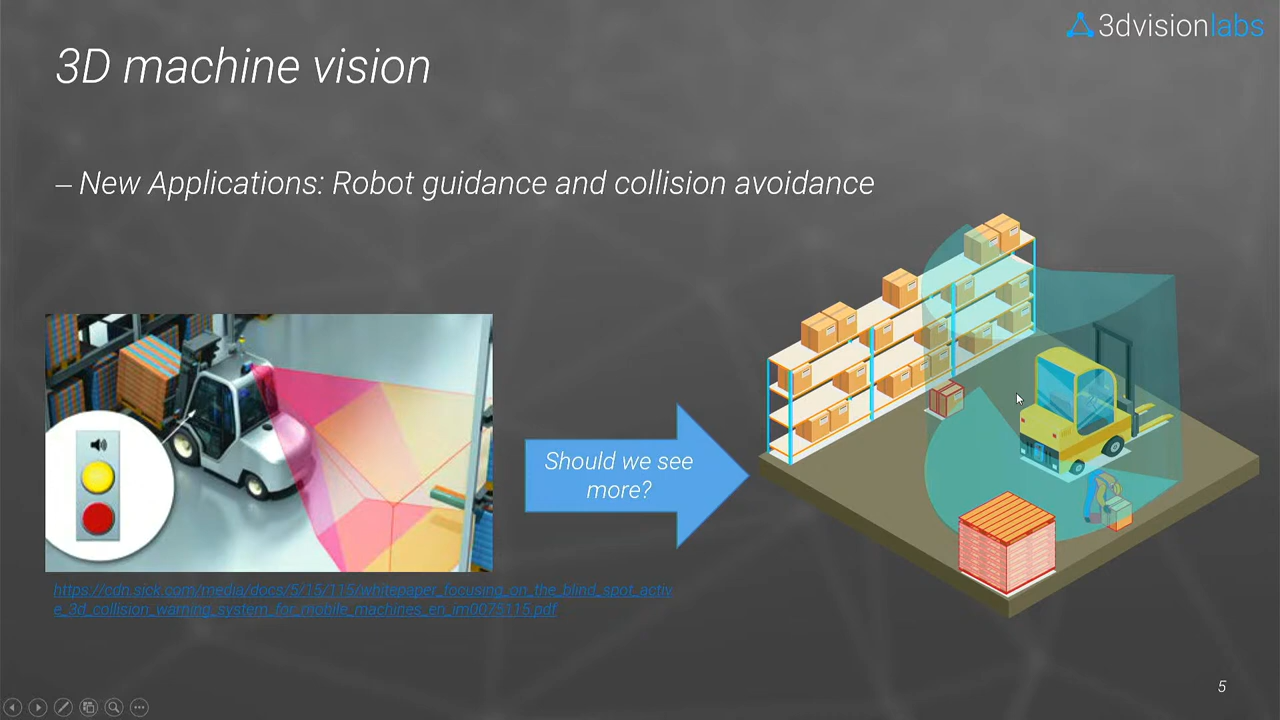 3dvisionlabs
3D machine vision
– New Applications: Robot guidance and collision avoidance
Should we see
more?
https://cdn.sick.com/media/docs/5/15/115/whitepaper_focusing_on_the_blind_spot_activ
e_3d_collision_warning_system_for_mobile_machines_en_im0075115.pdf
5